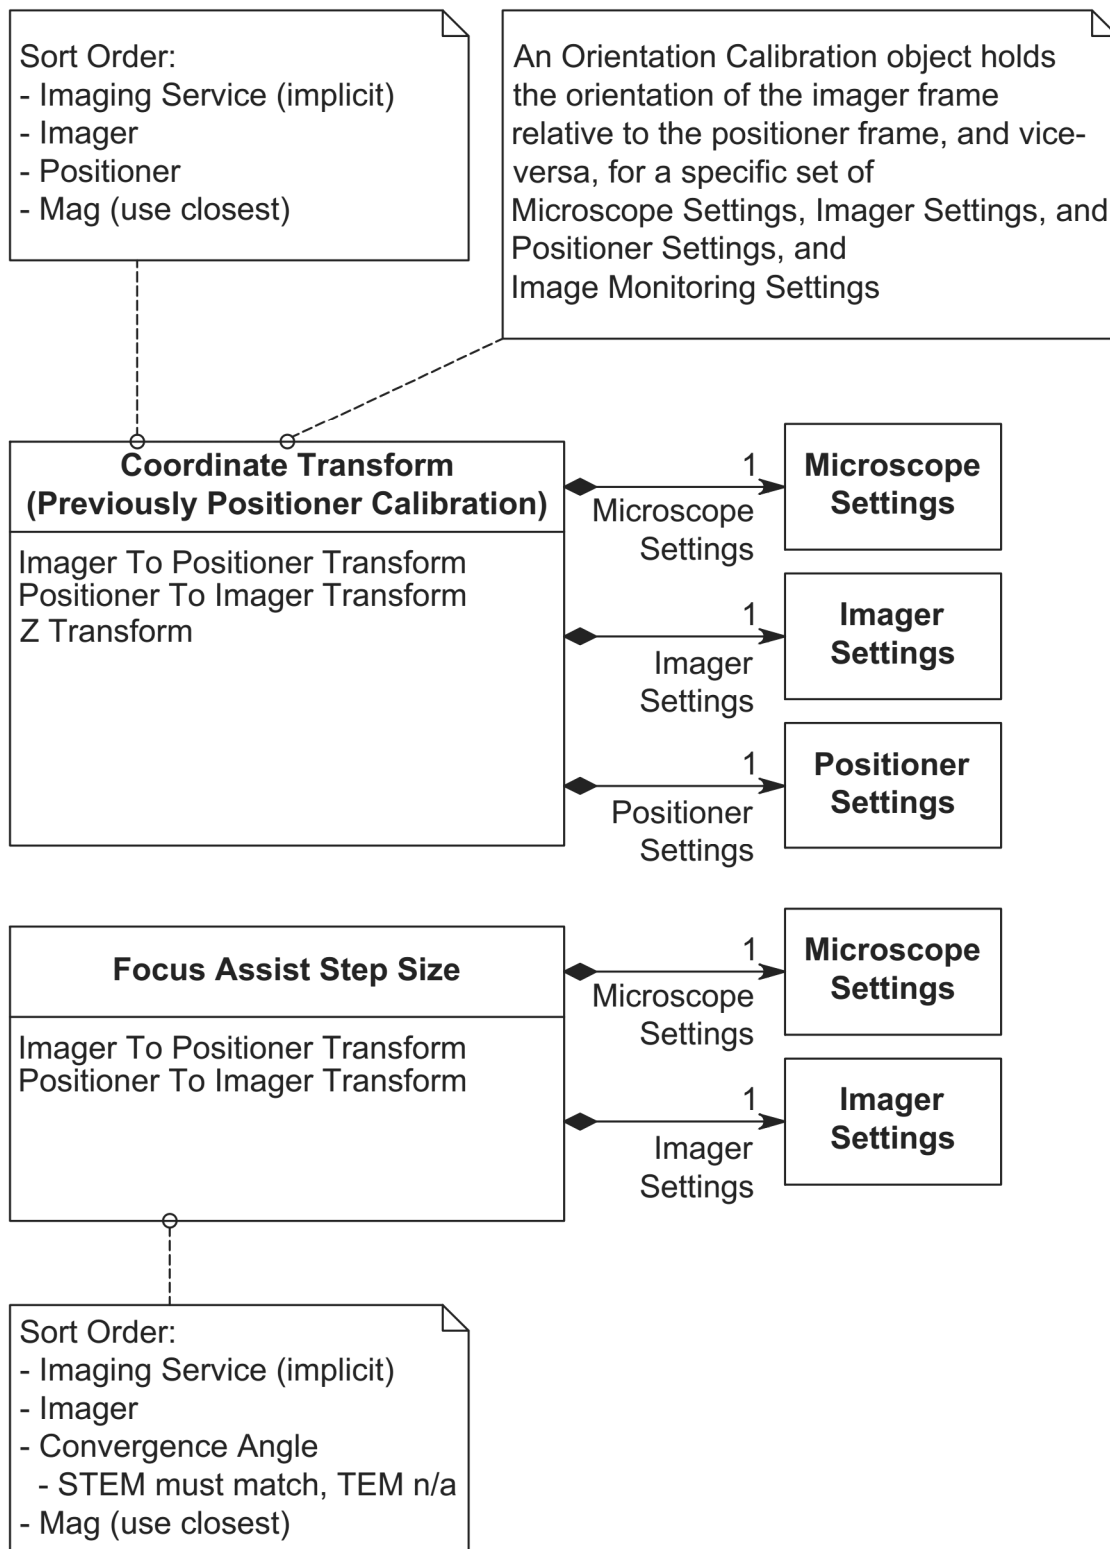 Sort Order:
- Imaging Service (implicit)
- Imager
- Positioner
- Mag (use closest)
An Orientation Calibration object holds
the orientation of the imager frame
relative to the positioner frame, and vice-
versa, for a specific set of
Microscope Settings, Imager Settings, and
Positioner Settings, and
Image Monitoring Settings
Coordinate Transform
(Previously Positioner Calibration)
Imager To Positioner Transform
Positioner To Imager Transform
Z Transform
1
Microscope
Settings
Microscope
Settings
1
Imager
Settings
Imager
Settings
1
Positioner
Settings
Positioner
Settings
Focus Assist Step Size
Imager To Positioner Transform
Positioner To Imager Transform
1
Microscope
Settings
Microscope
Settings
1
Imager
Settings
Imager
Settings
Sort Order:
- Imaging Service (implicit)
- Imager
- Convergence Angle
- STEM must match, TEM n/a
- Mag (use closest)